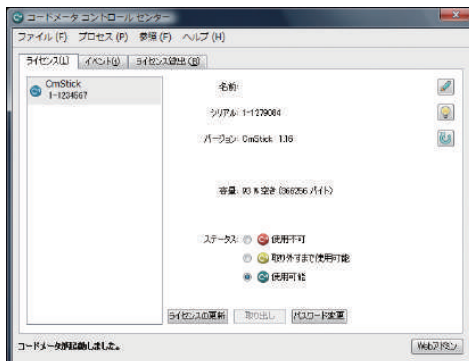 コードメータ コントロール センター
ファイル (F) プロセス (P) 参照 (F) ヘルプ (H)
ライセンス(L) イベント(J) ライセンス貸出 (B)
CmStick
1-1234567
名前:
シリアル: 1-1279064
バージョン: CmStick 1.16
容量: 93 % 空き (366256 バイト)
ステータス: 使用不可
取り外すまで使用可能
使用可能
ライセンスの更新 取り出し パスワード変更
コードメータが起動しました。
Webアドミン